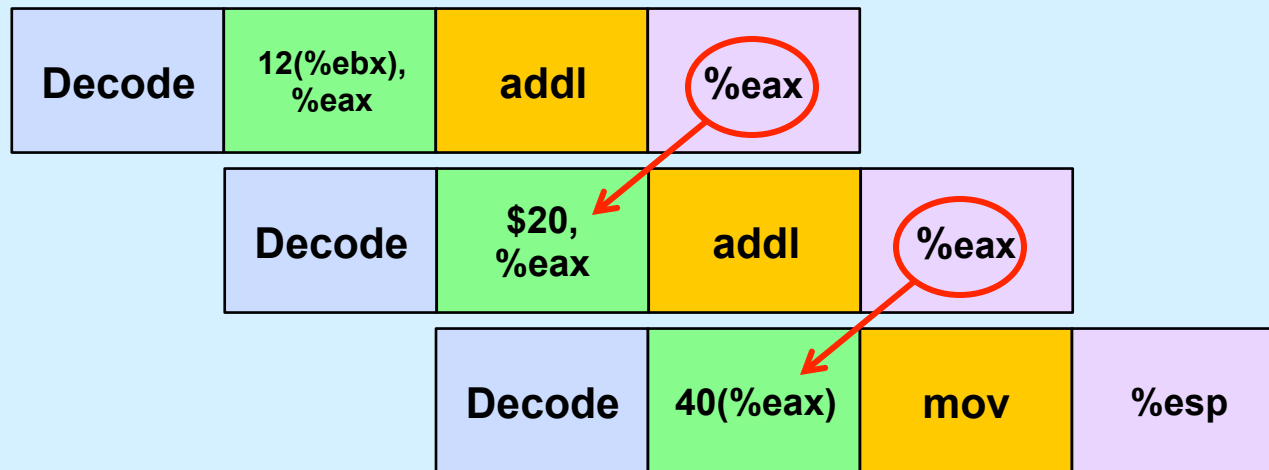 Decode
12(%ebx),
%eax
addl
%eax
Decode
$20,
%eax
addl
%eax
Decode
40(%eax)
mov
%esp